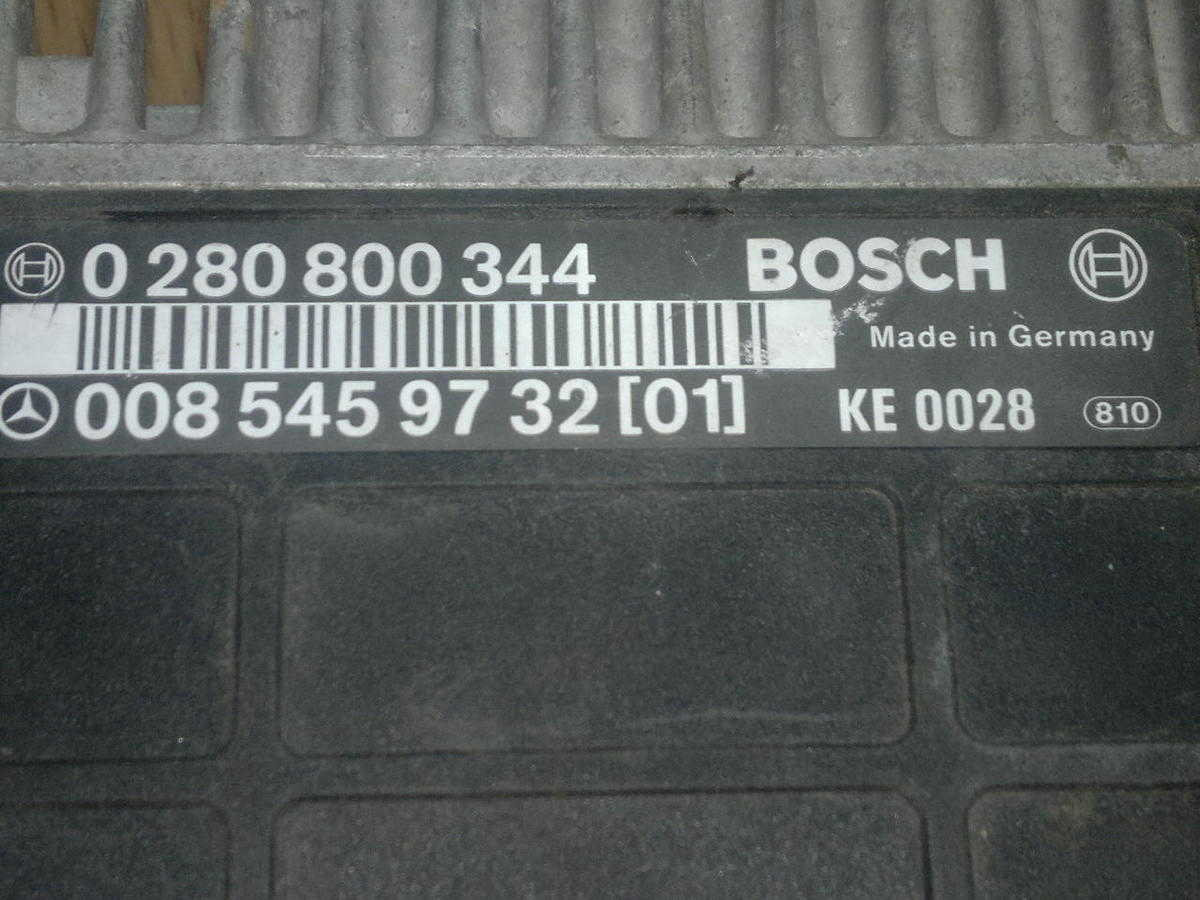 0 280 800 344
BOSCH
Made in Germany
008 545 97 32 [01]
KE 0028
810